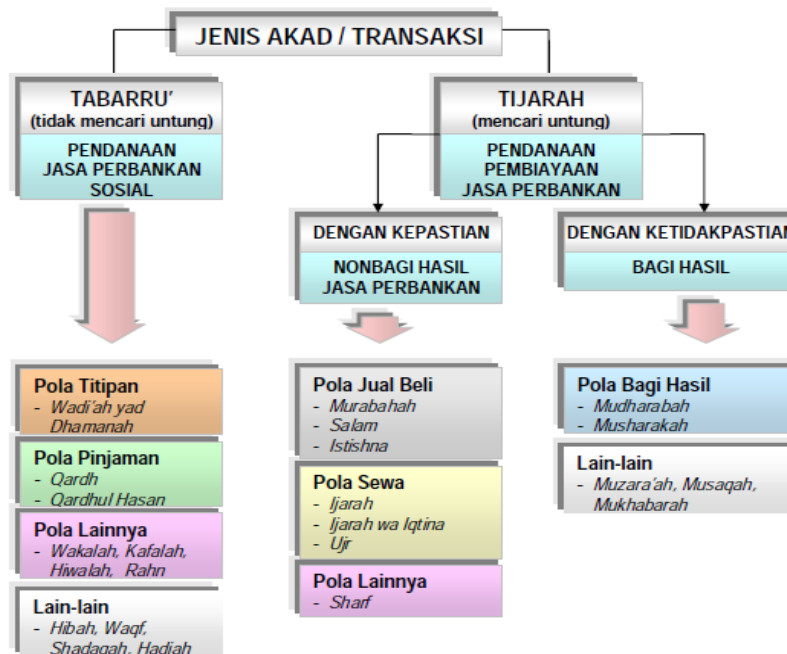 JENIS AKAD / TRANSAKSI
TABARRU’
(tidak mencari untung)
PENDANAAN
JASA PERBANKAN
SOSIAL
TIJARAH
(mencari untung)
PENDANAAN
PEMBIAYAAN
JASA PERBANKAN
DENGAN KEPASTIAN
NONBAGI HASIL
JASA PERBANKAN
DENGAN KETIDAKPASTIAN
BAGI HASIL
Pola Titipan
- Wadi’ah yad
Dhamanah
Pola Pinjaman
- Qardh
- Qardhul Hasan
Pola Lainnya
- Wakalah, Kafalah,
Hiwalah, Rahn
Lain-lain
- Hibah, Waqf,
Shadaqah, Hadiah
Pola Jual Beli
- Murabahah
- Salam
- Istishna
Pola Sewa
- Ijarah
- Ijarah wa Iqtina
- Ujr
Pola Lainnya
- Sharf
Pola Bagi Hasil
- Mudharabah
- Musharakah
Lain-lain
- Muzara’ah, Musaqah,
Mukhabarah